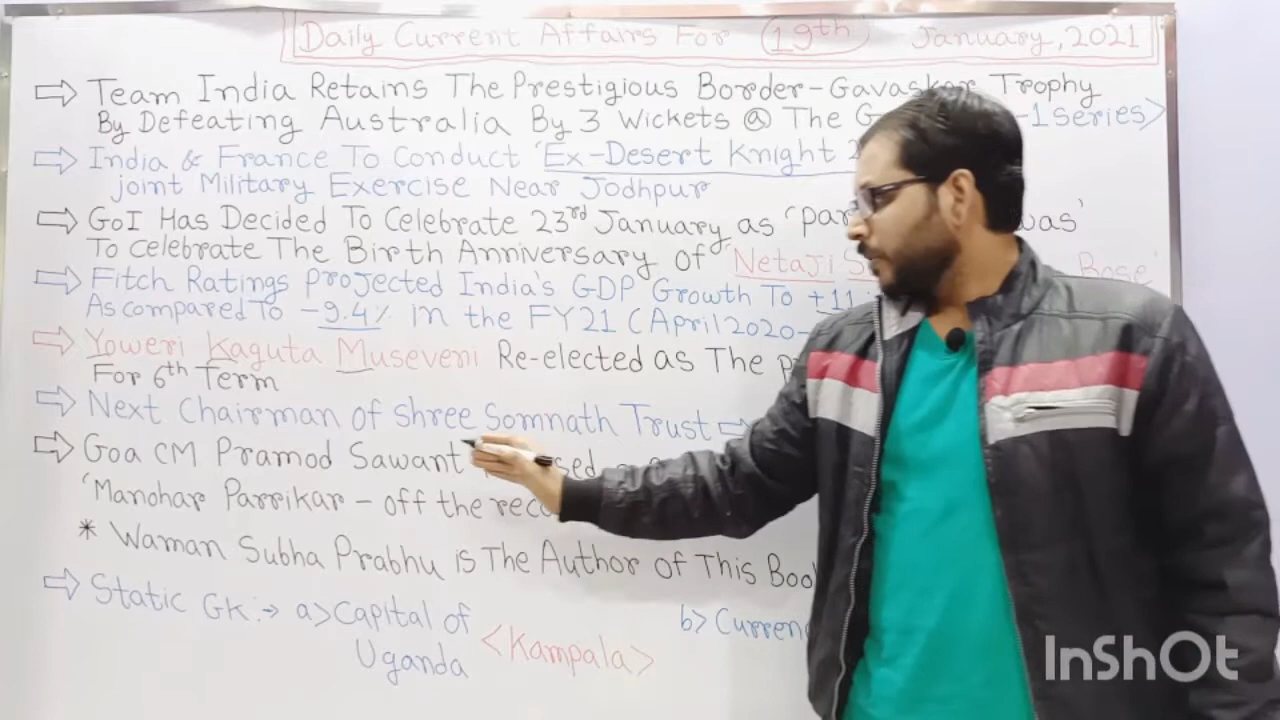 Daily Current Affairs For 19th January, 2021
⇒ Team India Retains The Prestigious Border-Gavaskar Trophy
By Defeating Australia By 3 Wickets @ The G -1 Series>
⇒ India & France To Conduct 'Ex-Desert Knight 2
joint Military Exercise Near Jodhpur
⇒ GoI Has Decided To Celebrate 23rd January as 'Par was'
To Celebrate The Birth Anniversary of 'Netaji S Bose'
⇒ Fitch Ratings Projected India's GDP Growth To +11
As compared To -9.4% in the FY21 (April 2020-
⇒ Yoweri Kaguta Museveni Re-elected as The p
For 6th Term
⇒ Next Chairman of Shree Somnath Trust ⇒
⇒ Goa CM Pramod Sawant sed a
'Manohar Parrikar - off the reco
* Waman Subha Prabhu is The Author of This Boo
⇒ Static GK :→ a> Capital of Uganda <Kampala> b> Curren
InShOt